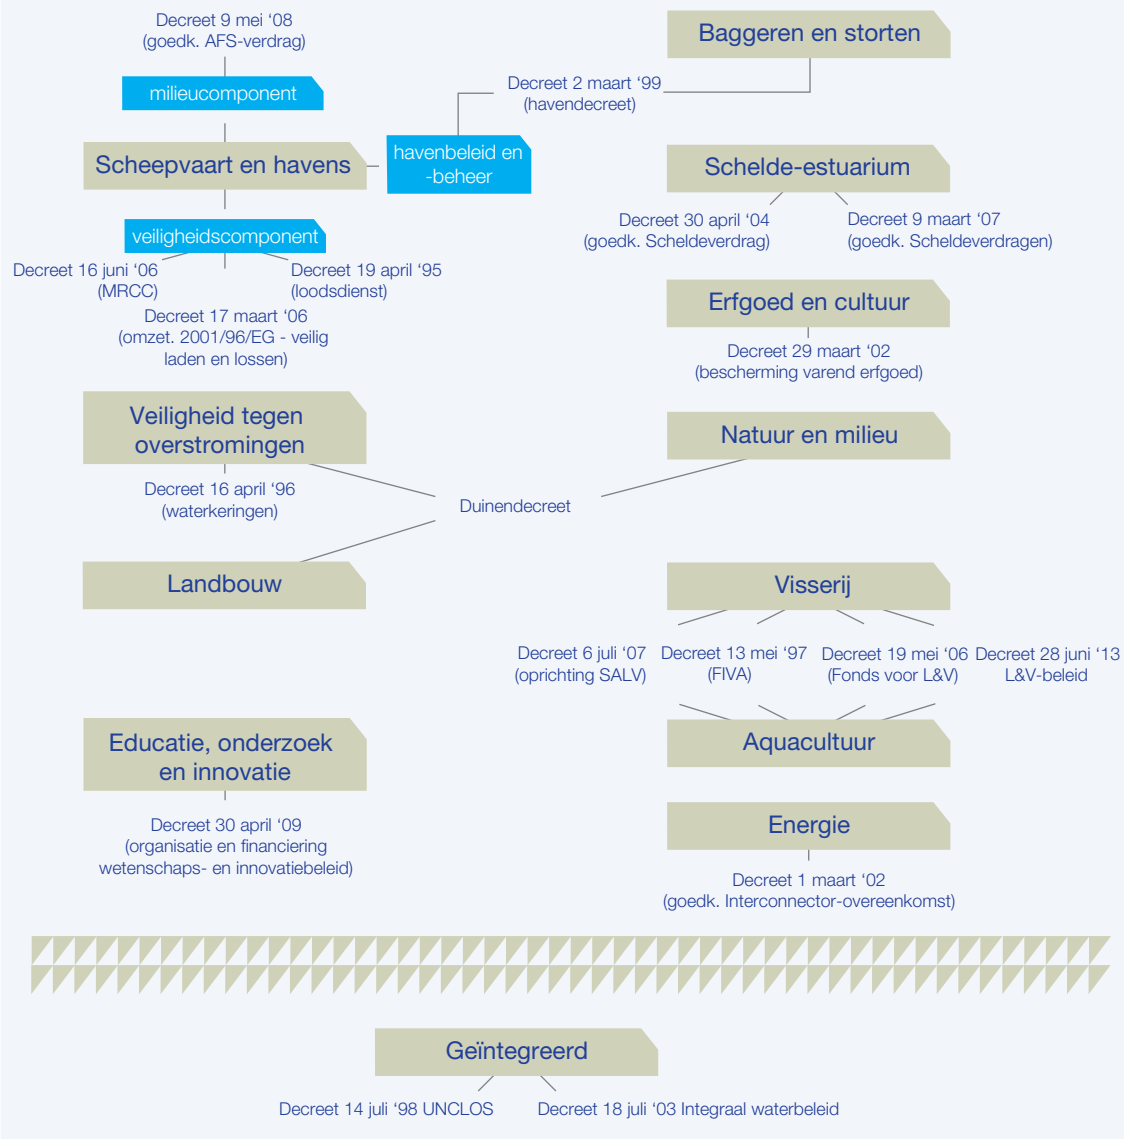 Decreet 9 mei ‘08
(goedk. AFS-verdrag)
milieucomponent
Scheepvaart en havens
havenbeleid en
-beheer
veiligheidscomponent
Decreet 16 juni ‘06
(MRCC)
Decreet 19 april ‘95
(loodsdienst)
Decreet 17 maart ‘06
(omzet. 2001/96/EG - veilig
laden en lossen)
Baggeren en storten
Decreet 2 maart ‘99
(havendecreet)
Schelde-estuarium
Decreet 30 april ‘04
(goedk. Scheldeverdrag)
Decreet 9 maart ‘07
(goedk. Scheldeverdragen)
Erfgoed en cultuur
Decreet 29 maart ‘02
(bescherming varend erfgoed)
Veiligheid tegen
overstromingen
Decreet 16 april ‘96
(waterkeringen)
Natuur en milieu
Duinendecreet
Landbouw
Visserij
Decreet 6 juli ‘07
(oprichting SALV)
Decreet 13 mei ‘97
(FIVA)
Decreet 19 mei ‘06
(Fonds voor L&V)
Decreet 28 juni ‘13
L&V-beleid
Aquacultuur
Educatie, onderzoek
en innovatie
Decreet 30 april ‘09
(organisatie en financiering
wetenschaps- en innovatiebeleid)
Energie
Decreet 1 maart ‘02
(goedk. Interconnector-overeenkomst)
Geïntegreerd
Decreet 14 juli ‘98 UNCLOS
Decreet 18 juli ‘03 Integraal waterbeleid